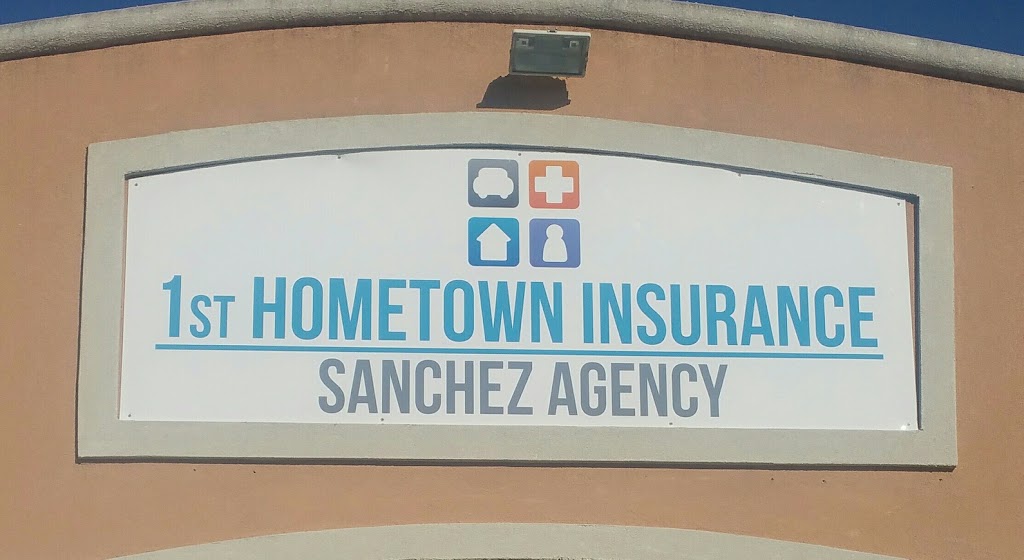 1ST HOMETOWN INSURANCE
SANCHEZ AGENCY